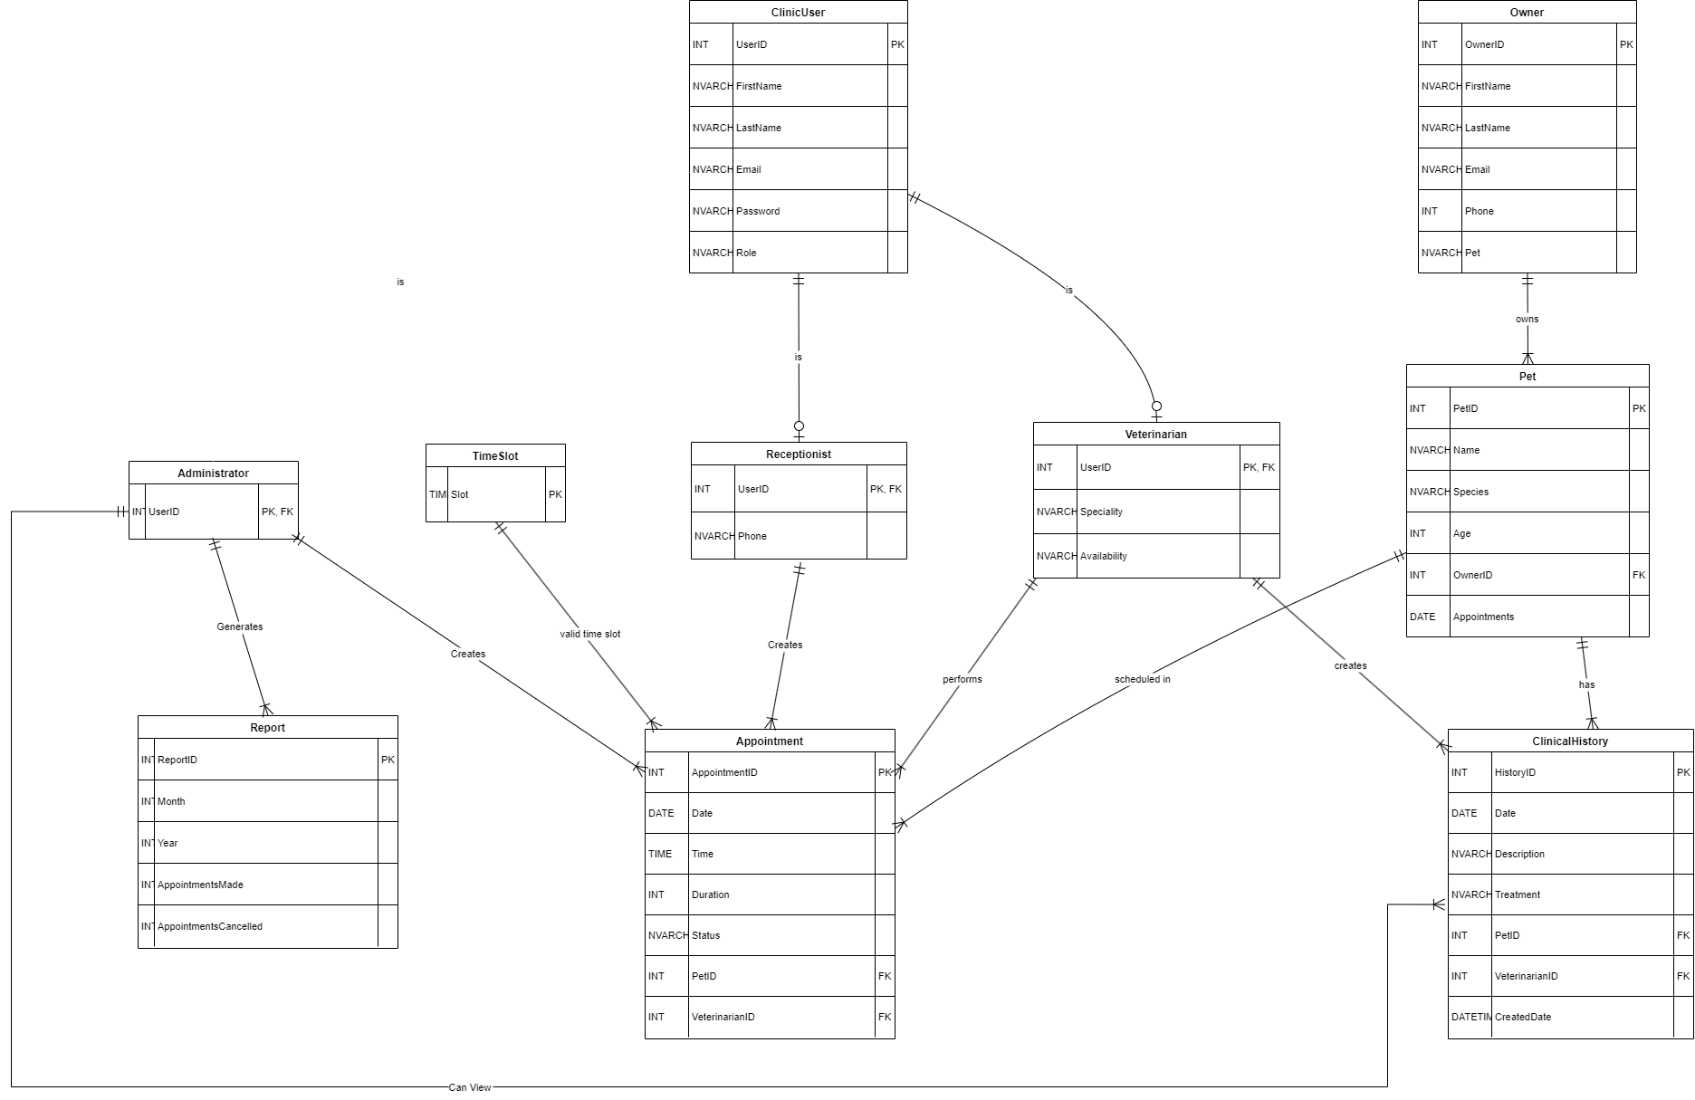 ClinicUser
INT UserID PK
NVARCH FirstName
NVARCH LastName
NVARCH Email
NVARCH Password
NVARCH Role
Owner
INT OwnerID PK
NVARCH FirstName
NVARCH LastName
NVARCH Email
INT Phone
NVARCH Pet
is
is
is
owns
Pet
INT PetID PK
NVARCH Name
NVARCH Species
INT Age
INT OwnerID FK
DATE Appointments
Administrator
INT UserID PK, FK
TimeSlot
TIM Slot PK
Receptionist
INT UserID PK, FK
NVARCH Phone
Veterinarian
INT UserID PK, FK
NVARCH Speciality
NVARCH Availability
Generates
Creates
valid time slot
Creates
performs
scheduled in
creates
has
Report
INT ReportID PK
INT Month
INT Year
INT AppointmentsMade
INT AppointmentsCancelled
Appointment
INT AppointmentID PK
DATE Date
TIME Time
INT Duration
NVARCH Status
INT PetID FK
INT VeterinarianID FK
ClinicalHistory
INT HistoryID PK
DATE Date
NVARCH Description
NVARCH Treatment
INT PetID FK
INT VeterinarianID FK
DATETIM CreatedDate
Can View